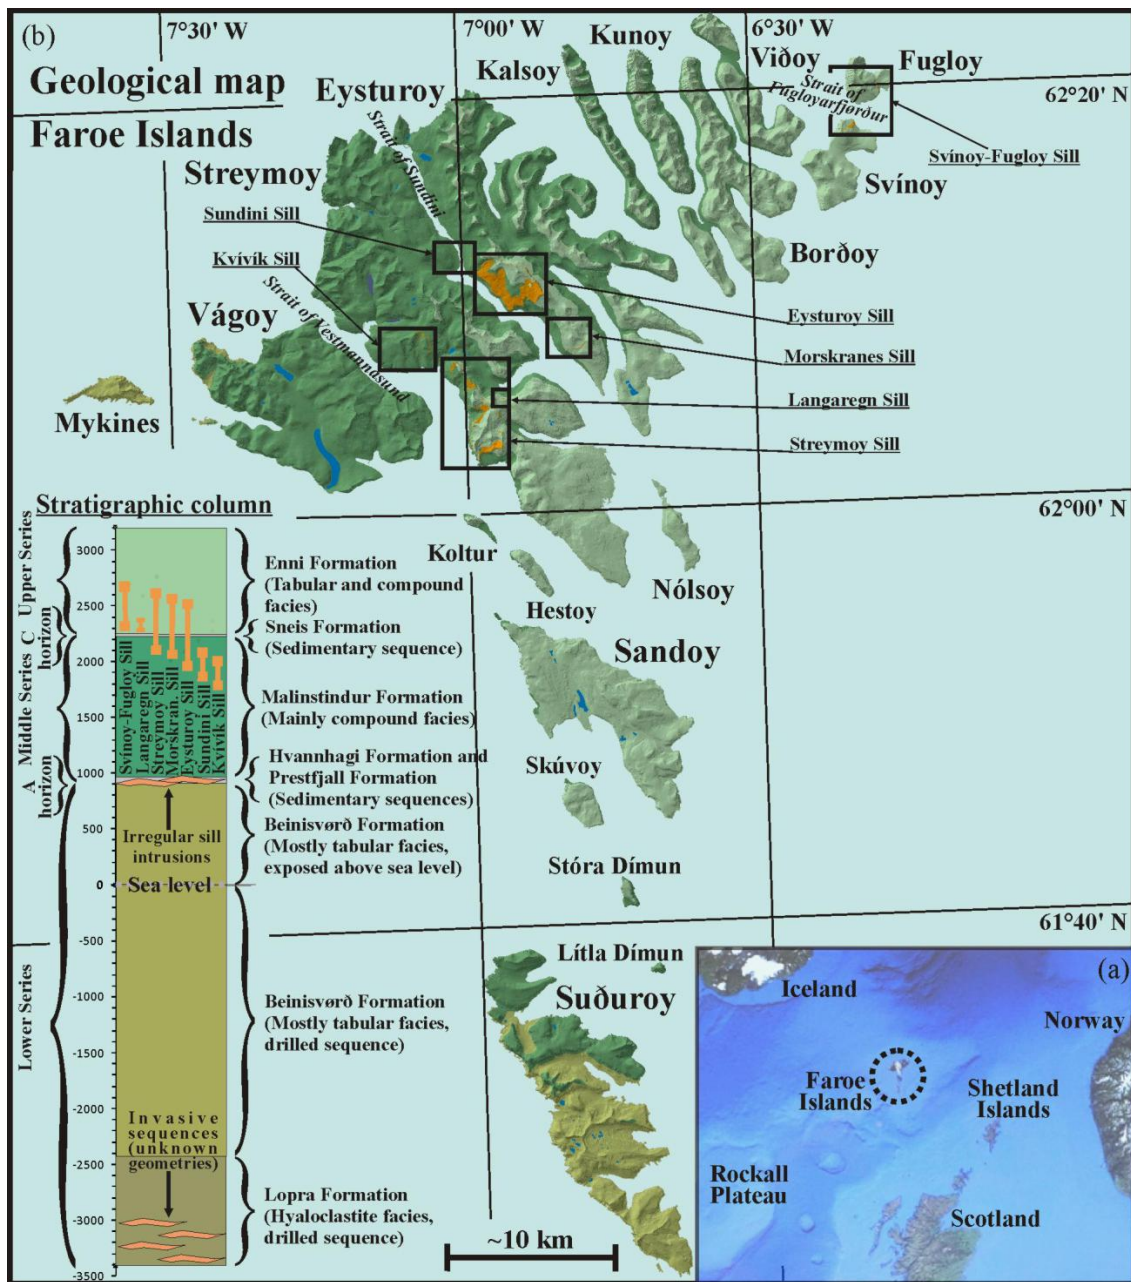 (b)
7°30' W
7°00' W
6°30' W
Geological map
Faroe Islands
Kunoy
Kalsoy
Viðoy
Fugloy
Eysturoy
Strait of
Fugloyarfjørður
62°20' N
Svínoy-Fugloy Sill
Strait of Sundini
Streymoy
Svínoy
Sundini Sill
Kvívík Sill
Borðoy
Strait of Vestmannasund
Eysturoy Sill
Vágoy
Morskranes Sill
Mykines
Langaregn Sill
Streymoy Sill
Stratigraphic column
62°00' N
Koltur
Nólsoy
Hestoy
Sandoy
Skúvoy
Stóra Dímun
61°40' N
Lítla Dímun
Suðuroy
Upper Series
C
horizon
Middle Series
A
horizon
Lower Series
3000
2500
2000
1500
1000
500
0
-500
-1000
-1500
-2000
-2500
-3000
-3500
Svínoy-Fugloy Sill
Langaregn Sill
Streymoy Sill
Morskran. Sill
Eysturoy Sill
Sundini Sill
Kvívík Sill
Irregular sill
intrusions
Sea level
Invasive
sequences
(unknown
geometries)
Enni Formation
(Tabular and compound
facies)
Sneis Formation
(Sedimentary sequence)
Malinstindur Formation
(Mainly compound facies)
Hvannhagi Formation and
Prestfjall Formation
(Sedimentary sequences)
Beinisvørð Formation
(Mostly tabular facies,
exposed above sea level)
Beinisvørð Formation
(Mostly tabular facies,
drilled sequence)
Lopra Formation
(Hyaloclastite facies,
drilled sequence)
~10 km
(a)
Iceland
Norway
Faroe
Islands
Shetland
Islands
Rockall
Plateau
Scotland